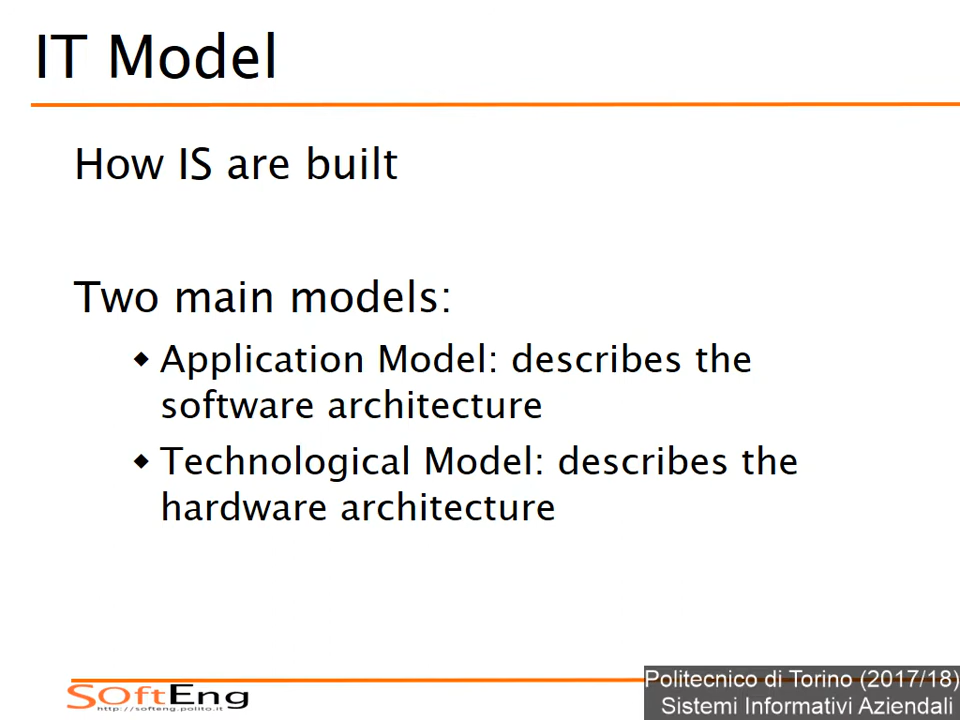 IT Model
How IS are built
Two main models:
◆ Application Model: describes the
software architecture
◆ Technological Model: describes the
hardware architecture
SoftEng
http://softeng.polito.it
Politecnico di Torino (2017/18)
Sistemi Informativi Aziendali